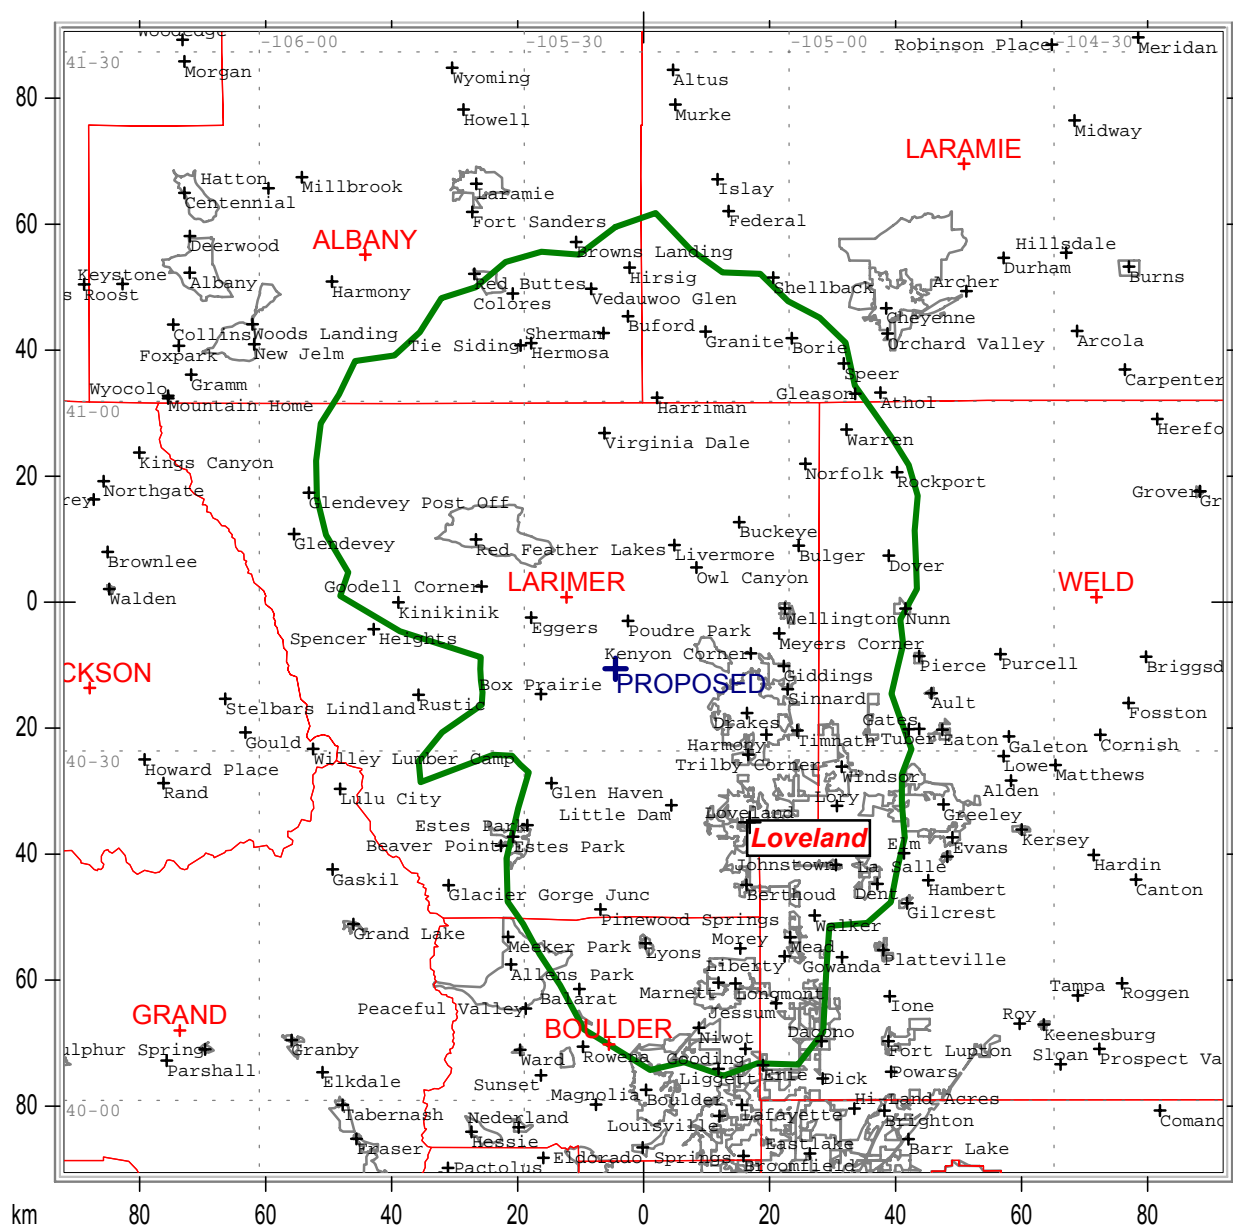 Woodedge
-106-00
-105-30
-105-00
-104-30
Robinson Place
Meridan
41-30
Morgan
Wyoming
Altus
80
Howell
Murke
Midway
LARAMIE
Hatton
Millbrook
Centennial
Laramie
Islay
60
Fort Sanders
Federal
Deerwood
ALBANY
Browns Landing
Hillsdale
Durham
Keystone
Albany
Harmony
Red Buttes
Hirsig
Shellback
Archer
Burns
s Roost
Colores
Vedauwoo Glen
Collins
Woods Landing
Sherman
Buford
Cheyenne
40
Foxpark
New Jelm
Tie Siding
Hermosa
Granite
Borie
Orchard Valley
Arcola
Wyocolo
Gramm
Speer
Carpenter
41-00
Mountain Home
Harriman
Gleason
Athol
Herefo
Virginia Dale
Warren
Kings Canyon
20
Northgate
Norfolk
Rockport
rey
Glendevey Post Off
Grover
Gr
Glendevey
Buckeye
Brownlee
Red Feather Lakes
Livermore
Bulger
Dover
Owl Canyon
Walden
Goodell Corner
LARIMER
WELD
0
Kinikinik
Wellington
Nunn
Spencer Heights
Eggers
Poudre Park
Meyers Corner
CKSON
Kenyon Corner
Pierce
Purcell
Briggsd
Box Prairie
PROPOSED
Giddings
Stelbars Lindland
Rustic
Sinnard
Ault
Fosston
20
Gould
Drakes
Gates
Harmony
Timnath
Tuber
Eaton
Galeton
Cornish
40-30
Howard Place
Willey Lumber Camp
Trilby Corner
Windsor
Lowe
Matthews
Rand
Lulu City
Glen Haven
Alden
Little Dam
Loveland
Lory
Greeley
Estes Park
Loveland
Kersey
40
Beaver Point
Estes Park
Elm
Evans
Johnstown
La Salle
Hardin
Gaskil
Glacier Gorge Junc
Berthoud
Dent
Hambert
Canton
Pinewood Springs
Gilcrest
Grand Lake
Walker
Meeker Park
Lyons
Morey
Mead
Platteville
60
Allens Park
Liberty
Gowanda
Balarat
Marnett
Longmont
Tampa
Roggen
GRAND
Peaceful Valley
Jessum
Ione
BOULDER
Niwot
Dacono
Roy
Keenesburg
ulphur Spring
Granby
Ward
Rowena
Gooding
Fort Lupton
Sloan
Prospect Va
Parshall
Elkdale
Sunset
Liggett
Erie
Dick
Powars
80
40-00
Tabernash
Magnolia
Boulder
Lafayette
Hi-Land Acres
Comanc
Nederland
Louisville
Brighton
Fraser
Hessie
Eastlake
Barr Lake
Pactolus
Eldorado Springs
Broomfield
km
80
60
40
20
0
20
40
60
80